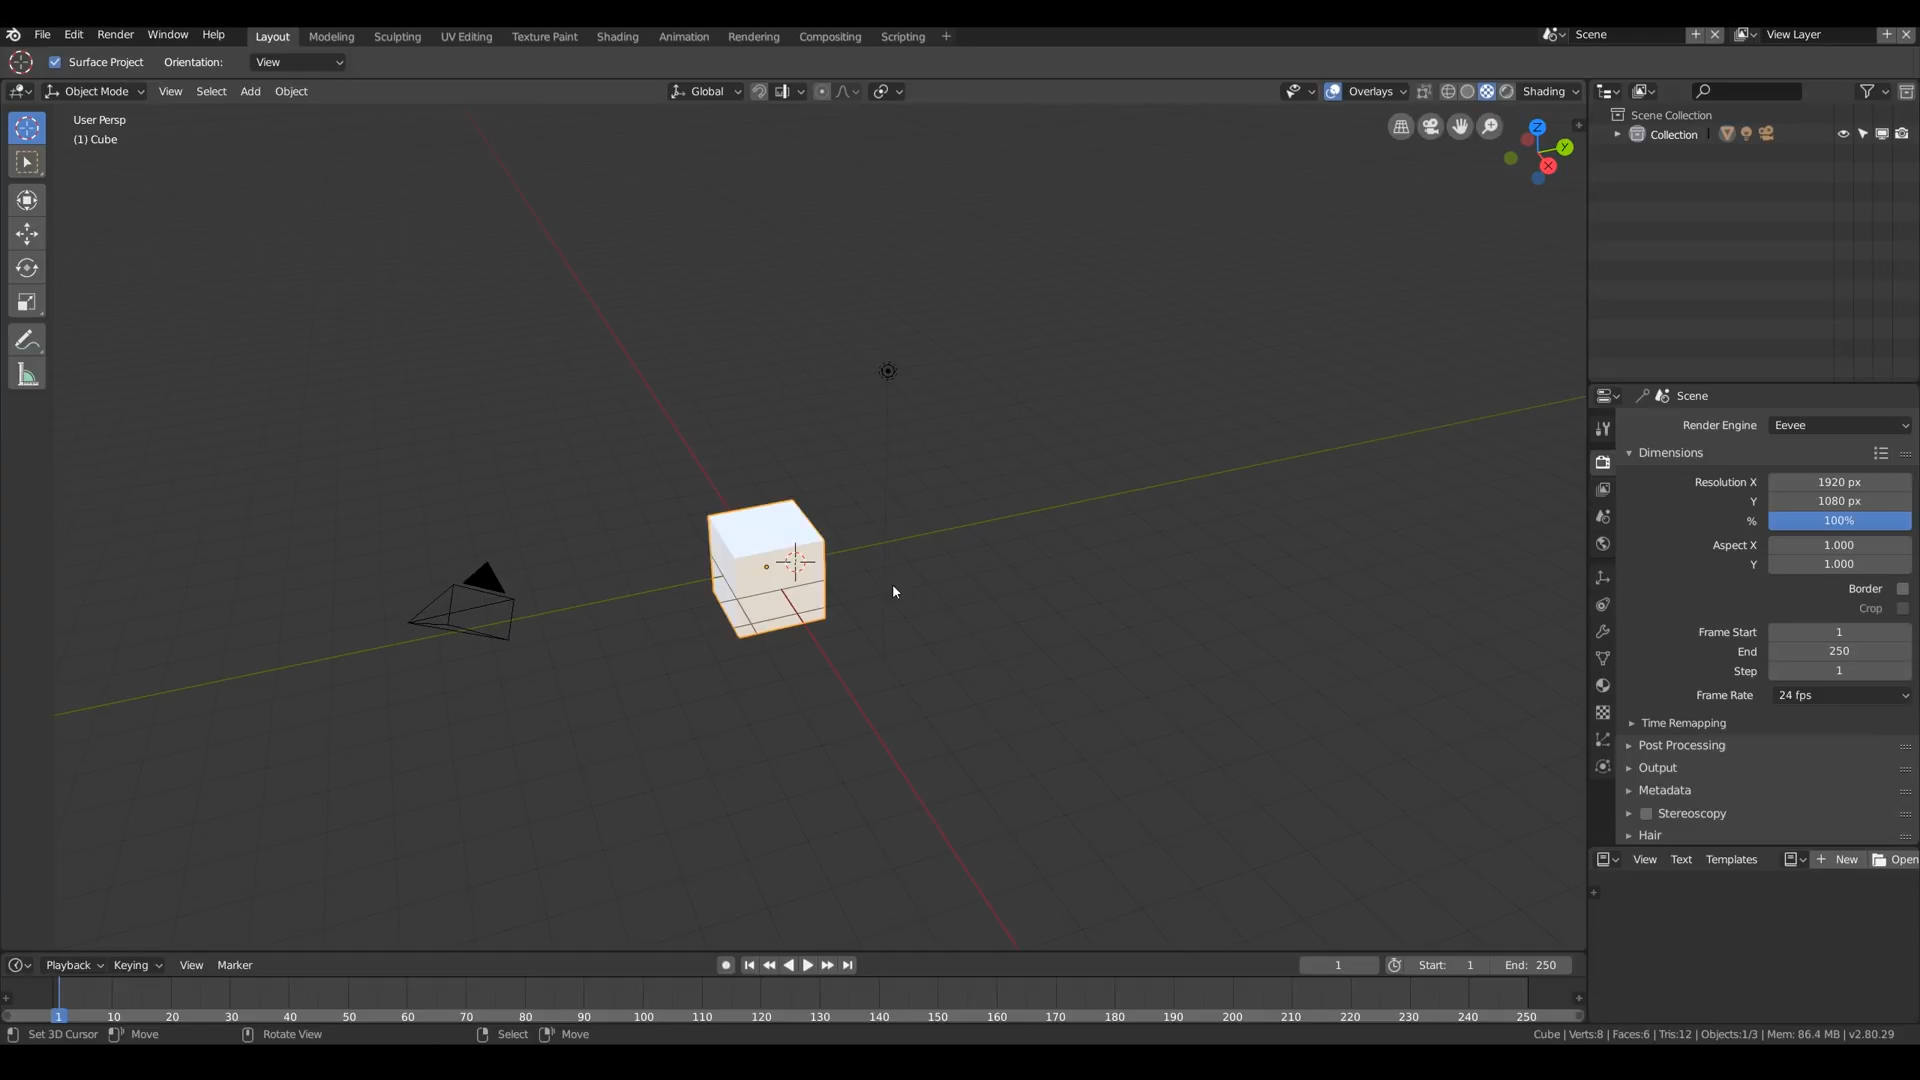 File Edit Render Window Help Layout Modeling Sculpting UV Editing Texture Paint Shading Animation Rendering Compositing Scripting + Scene View Layer
Surface Project Orientation: View
Object Mode View Select Add Object Global Overlays Shading
User Persp
(1) Cube
Z
Y
X
Scene Collection
Collection
Scene
Render Engine Eevee
Dimensions
Resolution X 1920 px
Y 1080 px
% 100%
Aspect X 1.000
Y 1.000
Border
Crop
Frame Start 1
End 250
Step 1
Frame Rate 24 fps
Time Remapping
Post Processing
Output
Metadata
Stereoscopy
Hair
View Text Templates + New Open
Playback Keying View Marker 1 Start: 1 End: 250
1 10 20 30 40 50 60 70 80 90 100 110 120 130 140 150 160 170 180 190 200 210 220 230 240 250
Set 3D Cursor Move Rotate View Select Move Cube | Verts:8 | Faces:6 | Tris:12 | Objects:1/3 | Mem: 86.4 MB | v2.80.29